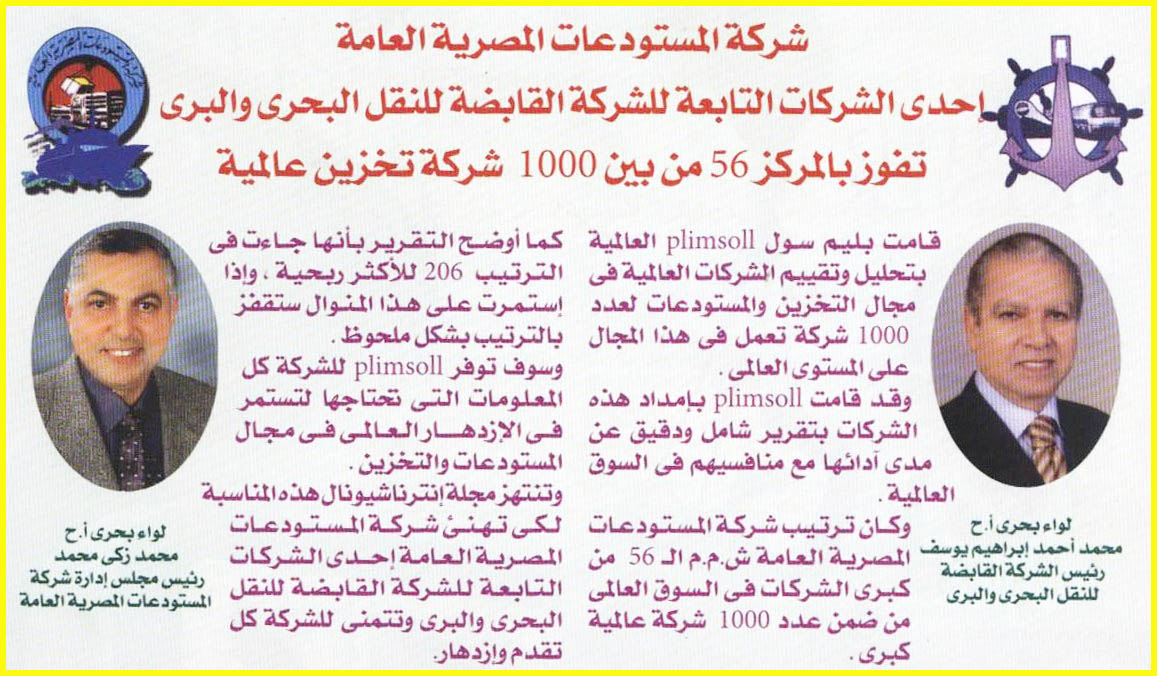 شركة المستودعات المصرية العامة
إحدى الشركات التابعة للشركة القابضة للنقل البحرى والبرى
تفوز بالمركز 56 من بين 1000 شركة تخزين عالمية
قامت بليم سول plimsoll العالمية
بتحليل وتقييم الشركات العالمية فى
مجال التخزين والمستودعات لعدد
1000 شركة تعمل فى هذا المجال
على المستوى العالمى .
وقد قامت plimsoll بإمداد هذه
الشركات بتقرير شامل ودقيق عن
مدى آدائها مع منافسيهم فى السوق
العالمية .
وكان ترتيب شركة المستودعات
المصرية العامة ش.م.م الـ 56 من
كبرى الشركات فى السوق العالمى
من ضمن عدد 1000 شركة عالمية
كبرى .
كما أوضح التقرير بأنها جاءت فى
الترتيب 206 للأكثر ربحية ، وإذا
إستمرت على هذا المنوال ستقفز
بالترتيب بشكل ملحوظ .
وسوف توفر plimsoll للشركة كل
المعلومات التى تحتاجها لتستمر
فى الإزدهـــار العـالمـى فـى مجـال
المستودعات والتخزين .
وتنتهز مجلة إنترناشيونال هذه المناسبة
لكى تهنئ شركة المستودعات
المصرية العامة إحدى الشركات
التابعة للشركة القابضة للنقل
البحرى والبرى وتتمنى للشركة كل
تقدم وإزدهار.
لواء بحرى أ.ح
محمد أحمد إبراهيم يوسف
رئيس الشركة القابضة
للنقل البحرى والبرى
لواء بحرى أ.ح
محمد زكى محمد
رئيس مجلس إدارة شركة
المستودعات المصرية العامة